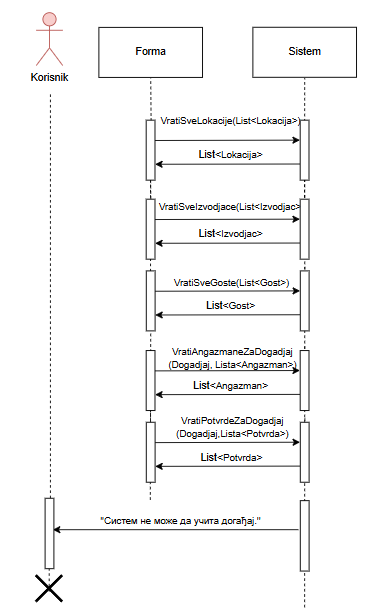 Forma
Sistem
Korisnik
VratiSveLokacije(List<Lokacija>)
List<Lokacija>
VratiSveIzvodjace(List<Izvodjac>
List<Izvodjac>
VratiSveGoste(List<Gost>)
List<Gost>
VratiAngazmaneZaDogadjaj
(Dogadjaj, Lista<Angazman>)
List<Angazman>
VratiPotvrdeZaDogadjaj
(Dogadjaj,Lista<Potvrda>)
List<Potvrda>
"Систем не може да учита догађај."